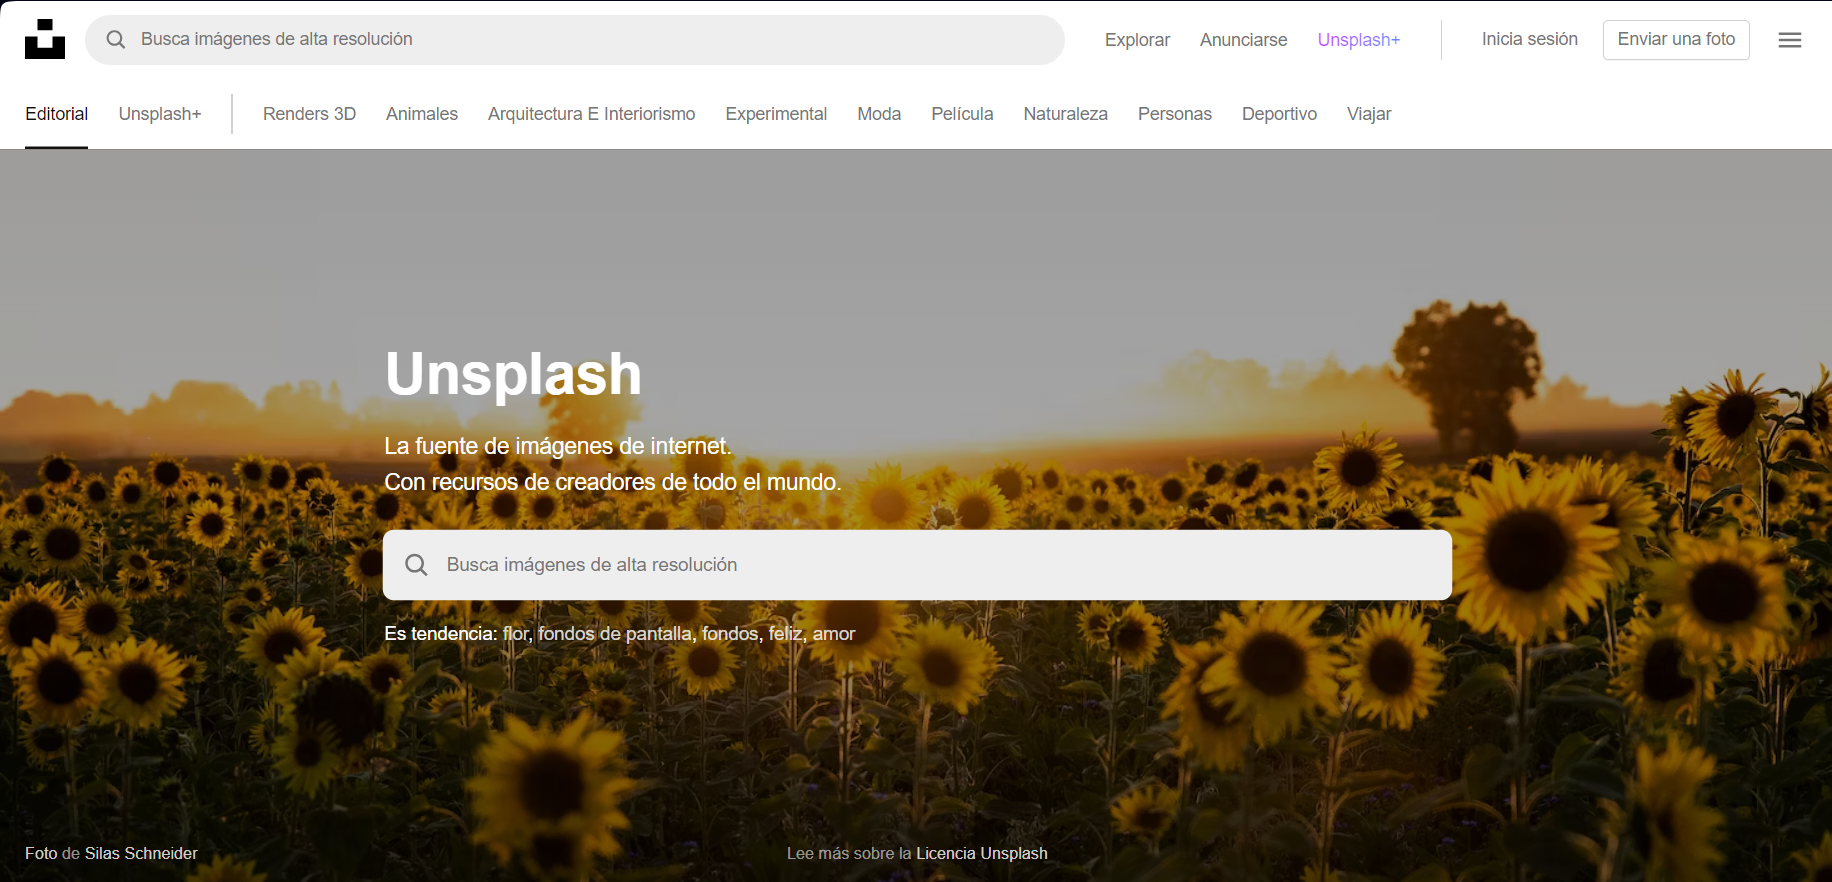 Busca imágenes de alta resolución
Explorar
Anunciarse
Unsplash+
Inicia sesión
Enviar una foto
Editorial
Unsplash+
Renders 3D
Animales
Arquitectura E Interiorismo
Experimental
Moda
Película
Naturaleza
Personas
Deportivo
Viajar
Unsplash
La fuente de imágenes de internet.
Con recursos de creadores de todo el mundo.
Busca imágenes de alta resolución
Es tendencia: flor, fondos de pantalla, fondos, feliz, amor
Foto de Silas Schneider
Lee más sobre la Licencia Unsplash